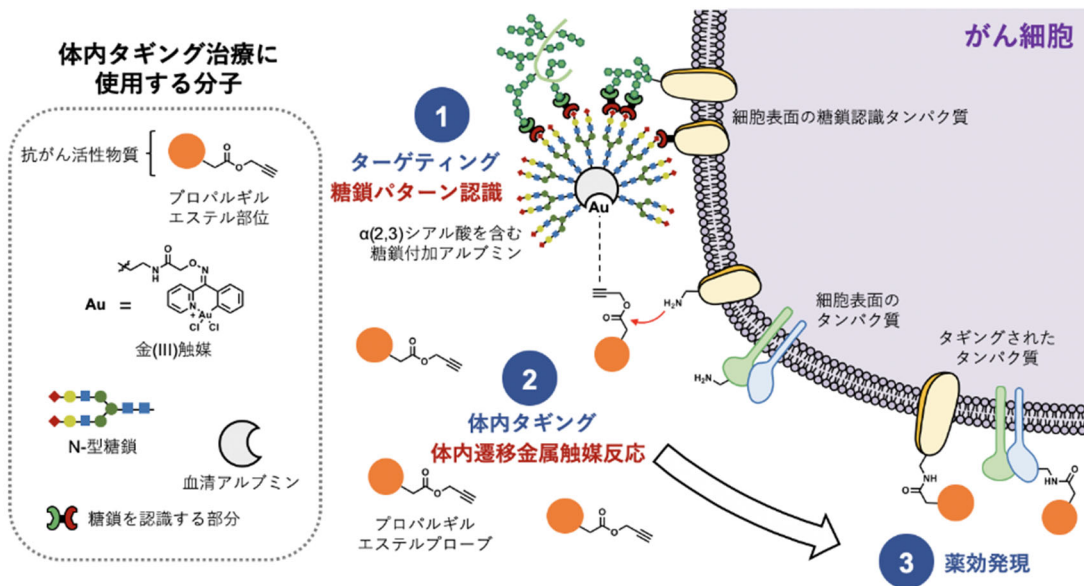 体内タギング治療に
使用する分子
抗がん活性物質
O
O
プロパルギル
エステル部位
O
N
H
O
N
N
+
Au
Cl
Cl
Au =
金(III)触媒
N-型糖鎖
血清アルブミン
糖鎖を認識する部分
1
ターゲティング
糖鎖パターン認識
α(2,3)シアル酸を含む
糖鎖付加アルブミン
Au
がん細胞
細胞表面の糖鎖認識タンパク質
O
O
H₂N
細胞表面の
タンパク質
H₂N
タギングされた
タンパク質
O
O
2
体内タギング
体内遷移金属触媒反応
O
O
プロパルギル
エステルプローブ
O
O
O
NH
HN
O
3
薬効発現